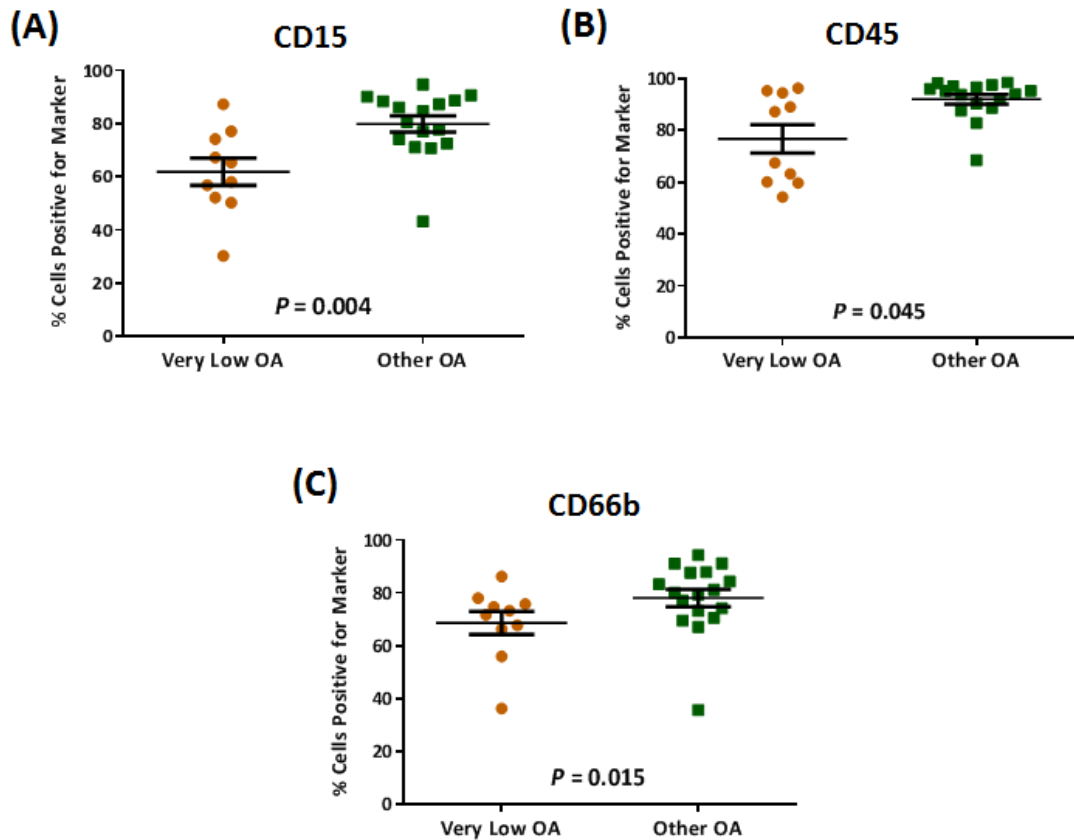 (A)
CD15
% Cells Positive for Marker
100
80
60
40
20
0
P = 0.004
Very Low OA Other OA
(B)
CD45
% Cells Positive for Marker
100
80
60
40
20
0
P = 0.045
Very Low OA Other OA
(C)
CD66b
% Cells Positive for Marker
100
80
60
40
20
0
P = 0.015
Very Low OA Other OA